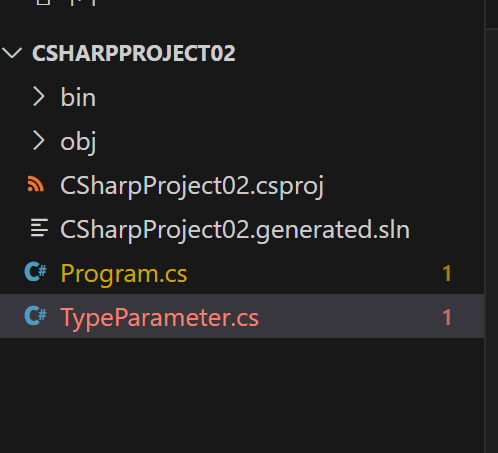 CSHARPPROJECT02
bin
obj
CSharpProject02.csproj
CSharpProject02.generated.sln
C# Program.cs 1
C# TypeParameter.cs 1